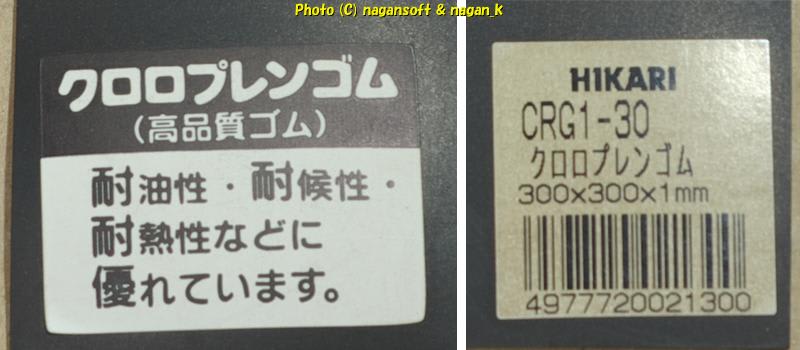 Photo (C) nagansoft & nagan_k
クロロプレンゴム
(高品質ゴム)
耐油性・耐候性・
耐熱性などに
優れています。
HIKARI
CRG1-30
クロロプレンゴム
300×300×1mm
4977720021300